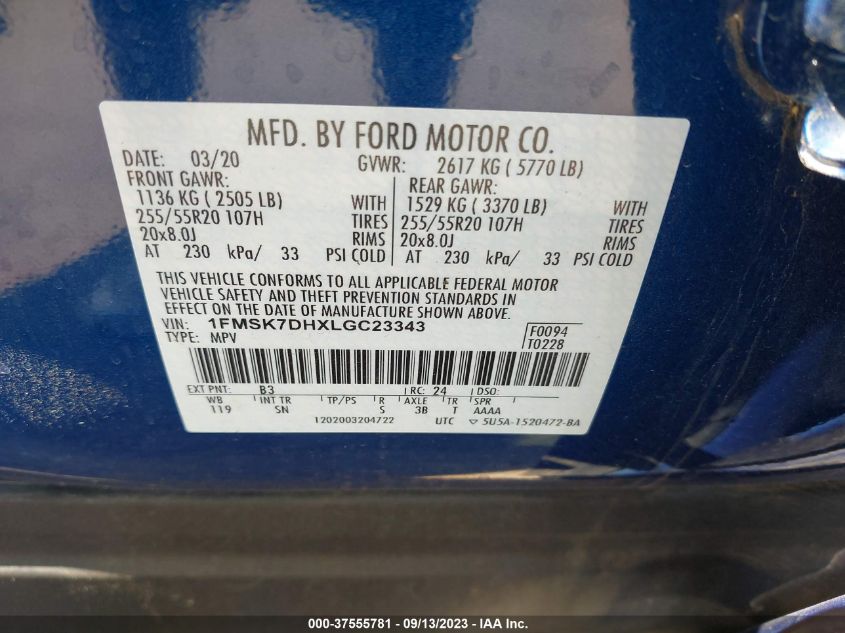 MFD. BY FORD MOTOR CO.
DATE: 03/20 GVWR: 2617 KG ( 5770 LB)
FRONT GAWR: REAR GAWR:
1136 KG ( 2505 LB) WITH 1529 KG ( 3370 LB) WITH
255/55R20 107H TIRES 255/55R20 107H TIRES
20x8.0J RIMS 20x8.0J RIMS
AT 230 kPa/ 33 PSI COLD AT 230 kPa/ 33 PSI COLD
THIS VEHICLE CONFORMS TO ALL APPLICABLE FEDERAL MOTOR
VEHICLE SAFETY AND THEFT PREVENTION STANDARDS IN
EFFECT ON THE DATE OF MANUFACTURE SHOWN ABOVE.
VIN: 1FMSK7DHXLGC23343 F0094
TYPE: MPV T0228
EXT PNT: B3 RC: 24 DSO:
WB INT TR TP/PS R AXLE TR SPR
119 SN S 3B T AAAA
1202003204722 UTC ▽ 5U5A-1520472-BA
000-37555781 - 09/13/2023 - IAA Inc.